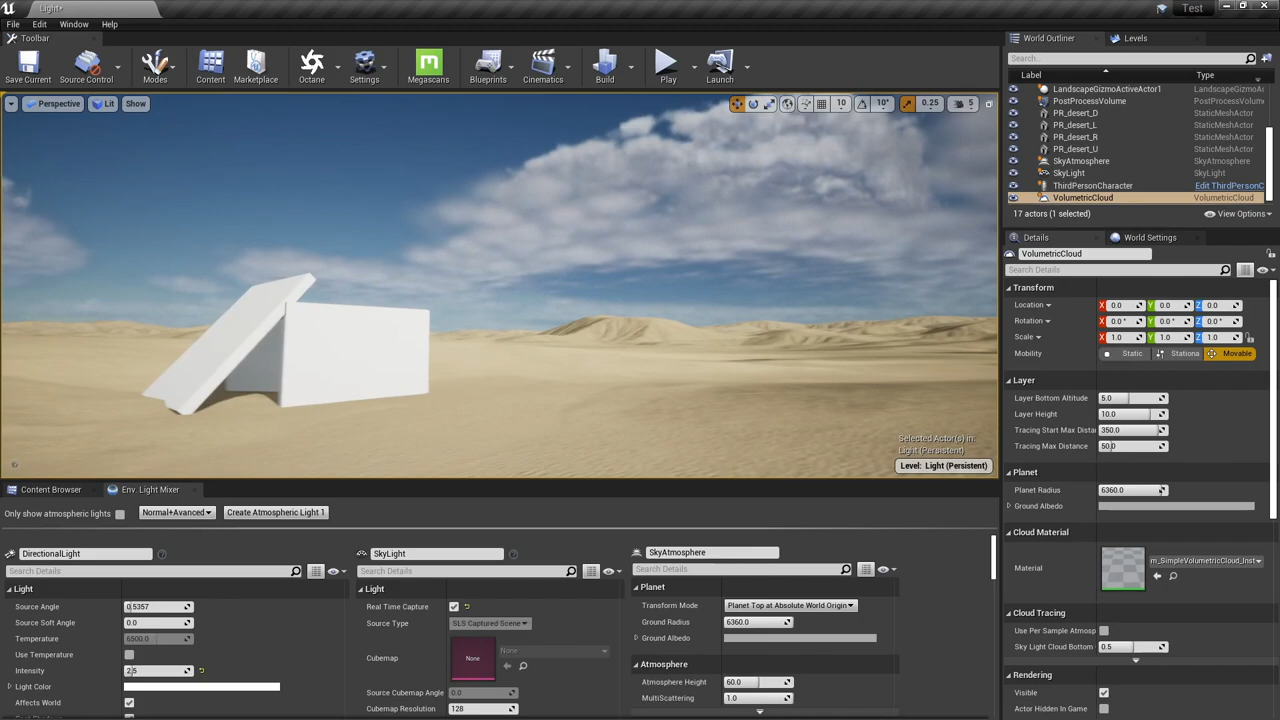 Light*
Test
File Edit Window Help
Toolbar
World Outliner Levels
Save Current Source Control Modes Content Marketplace Octane Settings Megascans Blueprints Cinematics Build Play Launch
Search...
Label Type
Perspective Lit Show 10 10° 0.25 5
LandscapeGizmoActiveActor1 LandscapeGizmoAc
PostProcessVolume PostProcessVolum
PR_desert_D StaticMeshActor
PR_desert_L StaticMeshActor
PR_desert_R StaticMeshActor
PR_desert_U StaticMeshActor
SkyAtmosphere SkyAtmosphere
SkyLight SkyLight
ThirdPersonCharacter Edit ThirdPersonC
VolumetricCloud VolumetricCloud
17 actors (1 selected) View Options
Details World Settings
VolumetricCloud
Search Details
Transform
Location X 0.0 Y 0.0 Z 0.0
Rotation X 0.0° Y 0.0° Z 0.0°
Scale X 1.0 Y 1.0 Z 1.0
Mobility Static Stationa Movable
Layer
Layer Bottom Altitude 5.0
Layer Height 10.0
Tracing Start Max Distar 350.0
Tracing Max Distance 50.0
Planet
Planet Radius 6360.0
Ground Albedo
Cloud Material
Material m_SimpleVolumetricCloud_Inst
Cloud Tracing
Use Per Sample Atmosp
Sky Light Cloud Bottom 0.5
Rendering
Visible
Actor Hidden In Game
Selected Actor(s) in:
Light (Persistent)
Level: Light (Persistent)
Content Browser Env. Light Mixer
Only show atmospheric lights Normal+Avanced Create Atmospheric Light 1
DirectionalLight
Search Details
Light
Source Angle 0.5357
Source Soft Angle 0.0
Temperature 6500.0
Use Temperature
Intensity 2.5
Light Color
Affects World
SkyLight
Search Details
Light
Real Time Capture
Source Type SLS Captured Scene
Cubemap None None
Source Cubemap Angle 0.0
Cubemap Resolution 128
SkyAtmosphere
Search Details
Planet
Transform Mode Planet Top at Absolute World Origin
Ground Radius 6360.0
Ground Albedo
Atmosphere
Atmosphere Height 60.0
MultiScattering 1.0